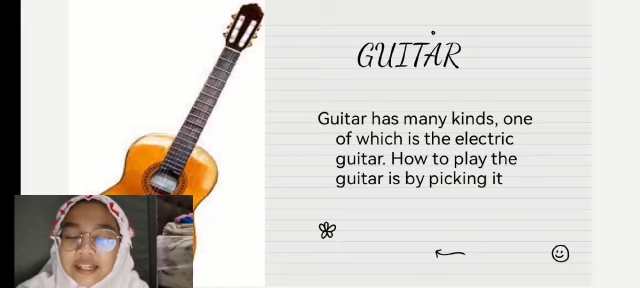 GUITAR
Guitar has many kinds, one
of which is the electric
guitar. How to play the
guitar is by picking it